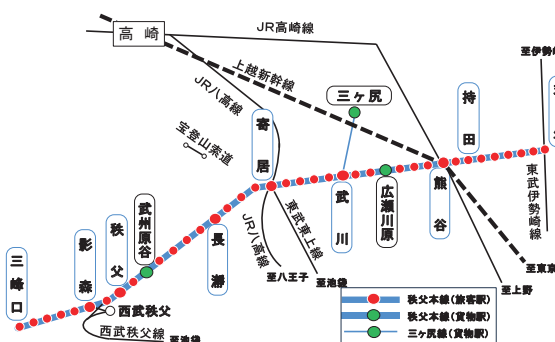 高崎
JR高崎線
至伊勢
上越新幹線
JR八高線
三ヶ尻
持田
宝登山索道
寄居
武川
広瀬川原
熊谷
東武伊勢崎線
武州原谷
長瀞
秩父
影森
三峰口
JR八高線
東武東上線
至八王子
至池袋
至東京
至上野
西武秩父
西武秩父線
至池袋
秩父本線(旅客駅)
秩父本線(貨物駅)
三ヶ尻線(貨物駅)